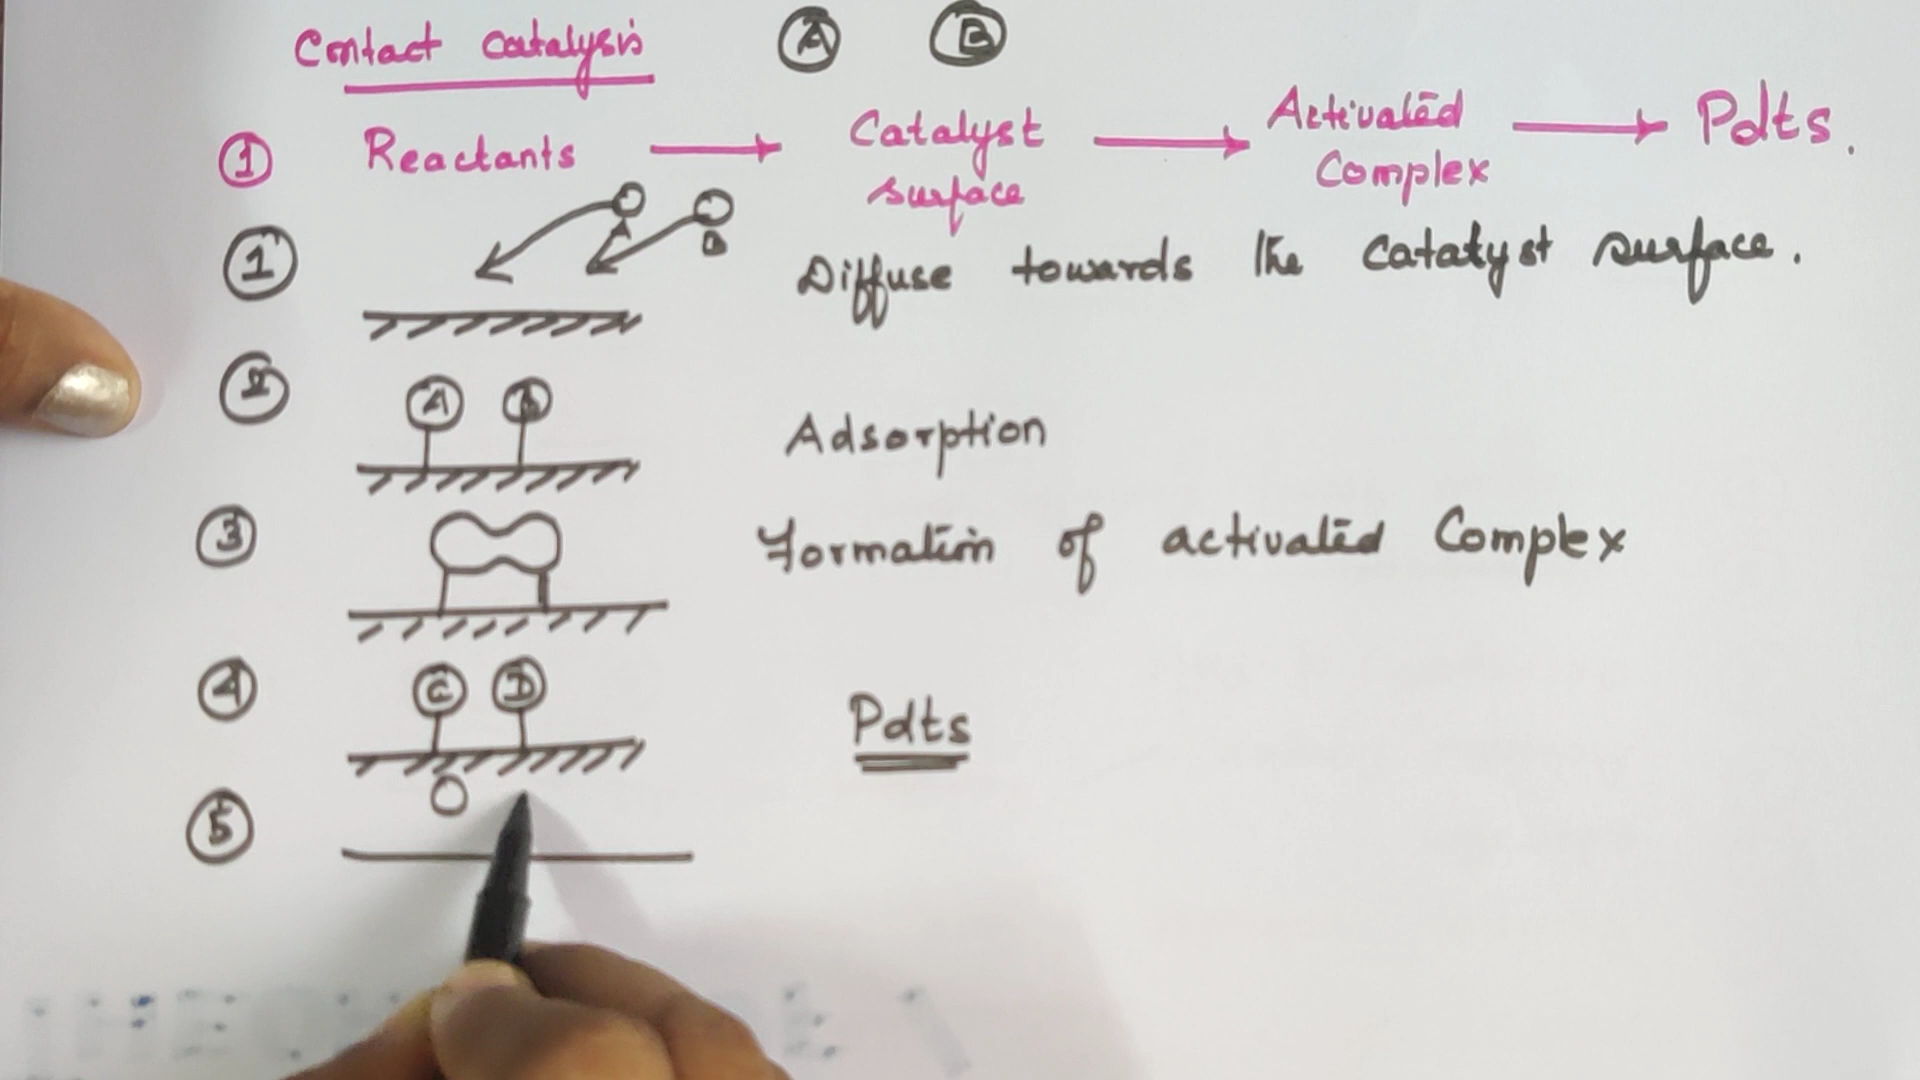 Contact catalysis A B
① Reactants → Catalyst surface → Activated Complex → Pdts.
A B
① Diffuse towards the catalyst surface.
② A B Adsorption
③ Formation of activated Complex
④ C D Pdts
⑤